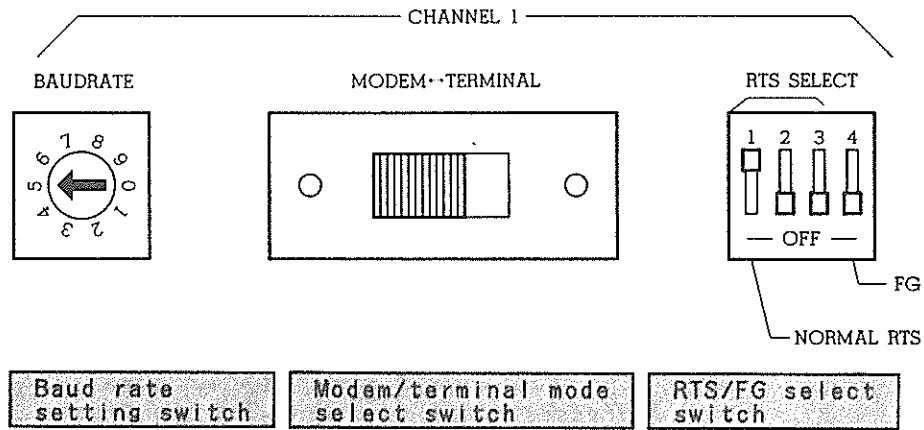 CHANNEL 1
BAUDRATE
MODEM↔TERMINAL
RTS SELECT
0 1 2 3 4 5 6 7 8 9
1 2 3 4
OFF
FG
NORMAL RTS
Baud rate
setting switch
Modem/terminal mode
select switch
RTS/FG select
switch